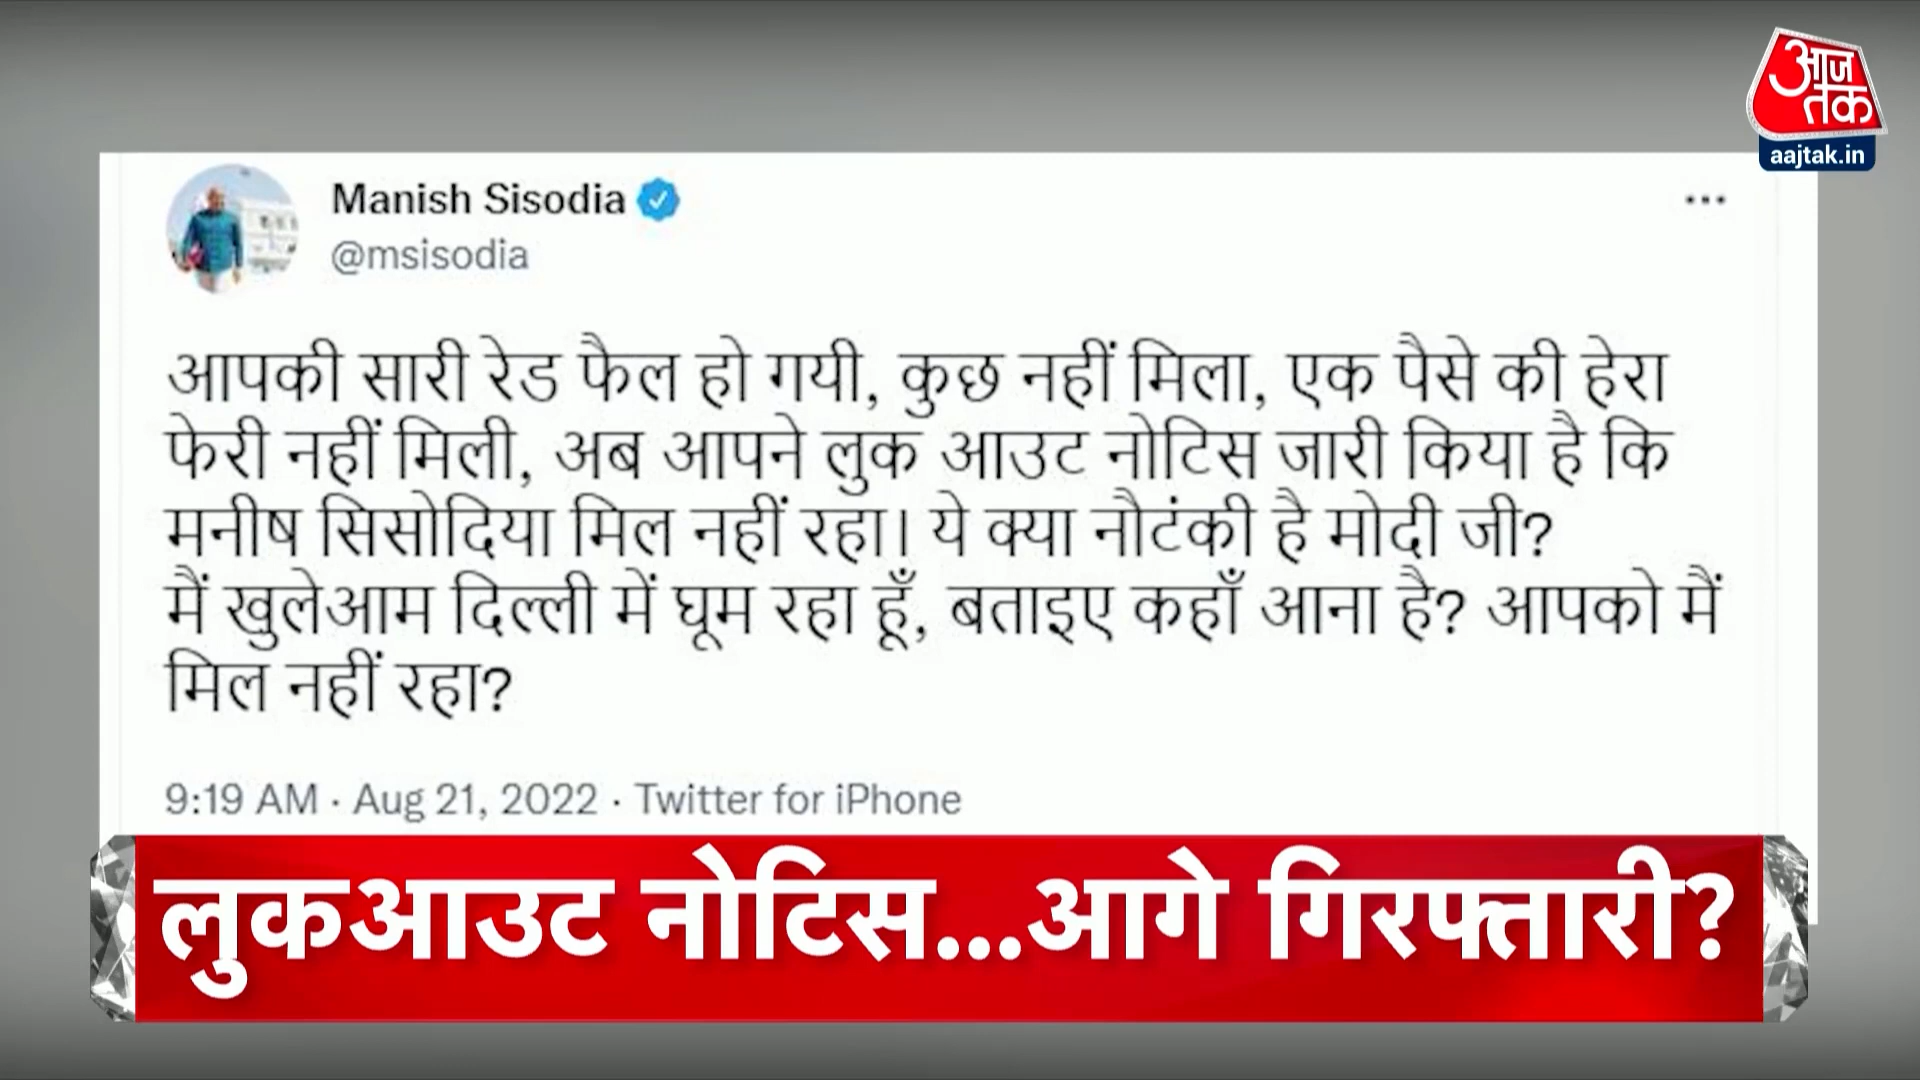 आज
तक
aajtak.in
Manish Sisodia
@msisodia
आपकी सारी रेड फैल हो गयी, कुछ नहीं मिला, एक पैसे की हेरा
फेरी नहीं मिली, अब आपने लुक आउट नोटिस जारी किया है कि
मनीष सिसोदिया मिल नहीं रहा। ये क्या नौटंकी है मोदी जी?
मैं खुलेआम दिल्ली में घूम रहा हूँ, बताइए कहाँ आना है? आपको मैं
मिल नहीं रहा?
9:19 AM · Aug 21, 2022 · Twitter for iPhone
लुकआउट नोटिस...आगे गिरफ्तारी?